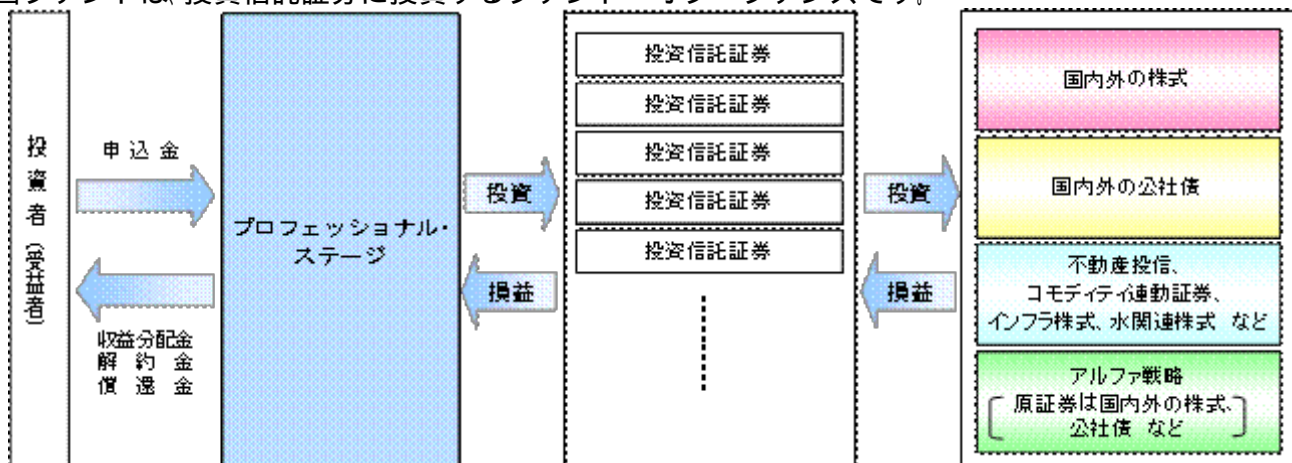 当ファンドは、投資信託証券に投資するファンド・オブ・ファンズです。
投資者（受益者）
申込金
収益分配金
解約金
償還金
プロフェッショナル・
ステージ
投資
損益
投資信託証券
投資信託証券
投資信託証券
投資信託証券
投資信託証券
投資
損益
国内外の株式
国内外の公社債
不動産投信、
コモディティ連動証券、
インフラ株式、水関連株式 など
アルファ戦略
原証券は国内外の株式、
公社債 など